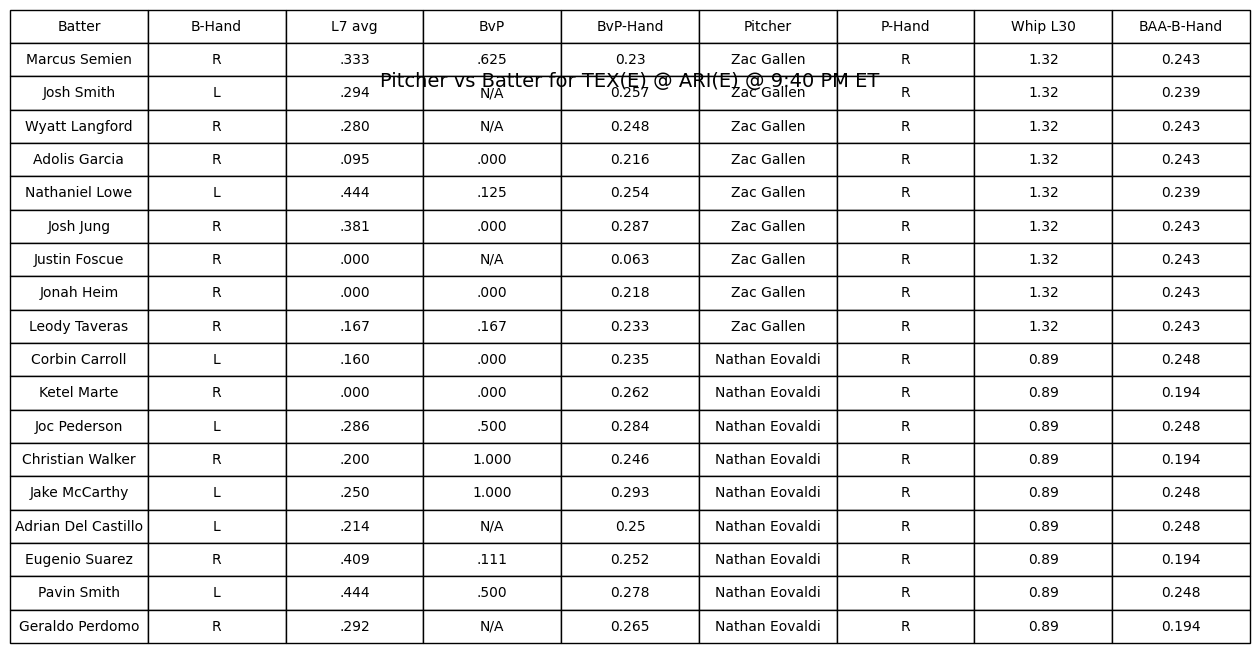 Batter B-Hand L7 avg BvP BvP-Hand Pitcher P-Hand Whip L30 BAA-B-Hand
Marcus Semien R .333 .625 0.23 Zac Gallen R 1.32 0.243
Pitcher vs Batter for TEX(E) @ ARI(E) @ 9:40 PM ET
Josh Smith L .294 N/A 0.257 Zac Gallen R 1.32 0.239
Wyatt Langford R .280 N/A 0.248 Zac Gallen R 1.32 0.243
Adolis Garcia R .095 .000 0.216 Zac Gallen R 1.32 0.243
Nathaniel Lowe L .444 .125 0.254 Zac Gallen R 1.32 0.239
Josh Jung R .381 .000 0.287 Zac Gallen R 1.32 0.243
Justin Foscue R .000 N/A 0.063 Zac Gallen R 1.32 0.243
Jonah Heim R .000 .000 0.218 Zac Gallen R 1.32 0.243
Leody Taveras R .167 .167 0.233 Zac Gallen R 1.32 0.243
Corbin Carroll L .160 .000 0.235 Nathan Eovaldi R 0.89 0.248
Ketel Marte R .000 .000 0.262 Nathan Eovaldi R 0.89 0.194
Joc Pederson L .286 .500 0.284 Nathan Eovaldi R 0.89 0.248
Christian Walker R .200 1.000 0.246 Nathan Eovaldi R 0.89 0.194
Jake McCarthy L .250 1.000 0.293 Nathan Eovaldi R 0.89 0.248
Adrian Del Castillo L .214 N/A 0.25 Nathan Eovaldi R 0.89 0.248
Eugenio Suarez R .409 .111 0.252 Nathan Eovaldi R 0.89 0.194
Pavin Smith L .444 .500 0.278 Nathan Eovaldi R 0.89 0.248
Geraldo Perdomo R .292 N/A 0.265 Nathan Eovaldi R 0.89 0.194